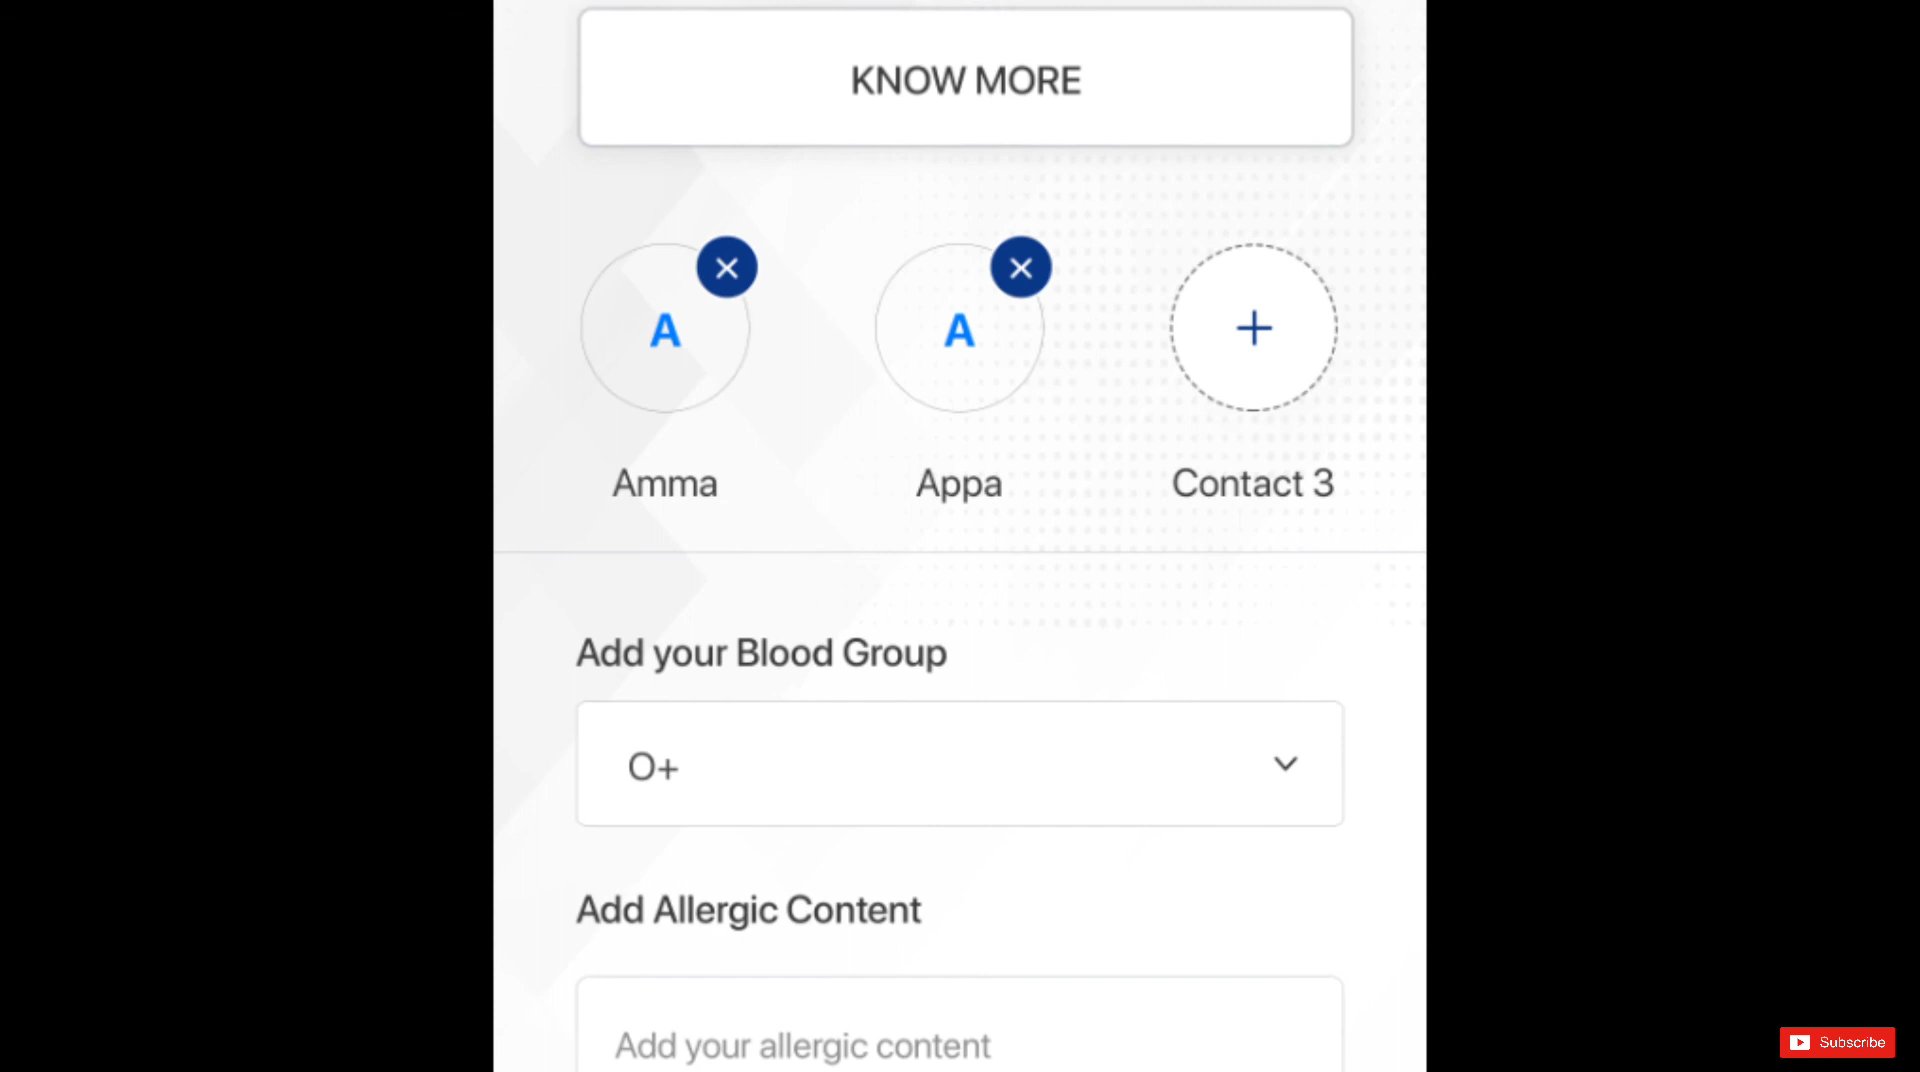 KNOW MORE
A A
Amma Appa Contact 3
Add your Blood Group
O+
Add Allergic Content
Add your allergic content
Subscribe